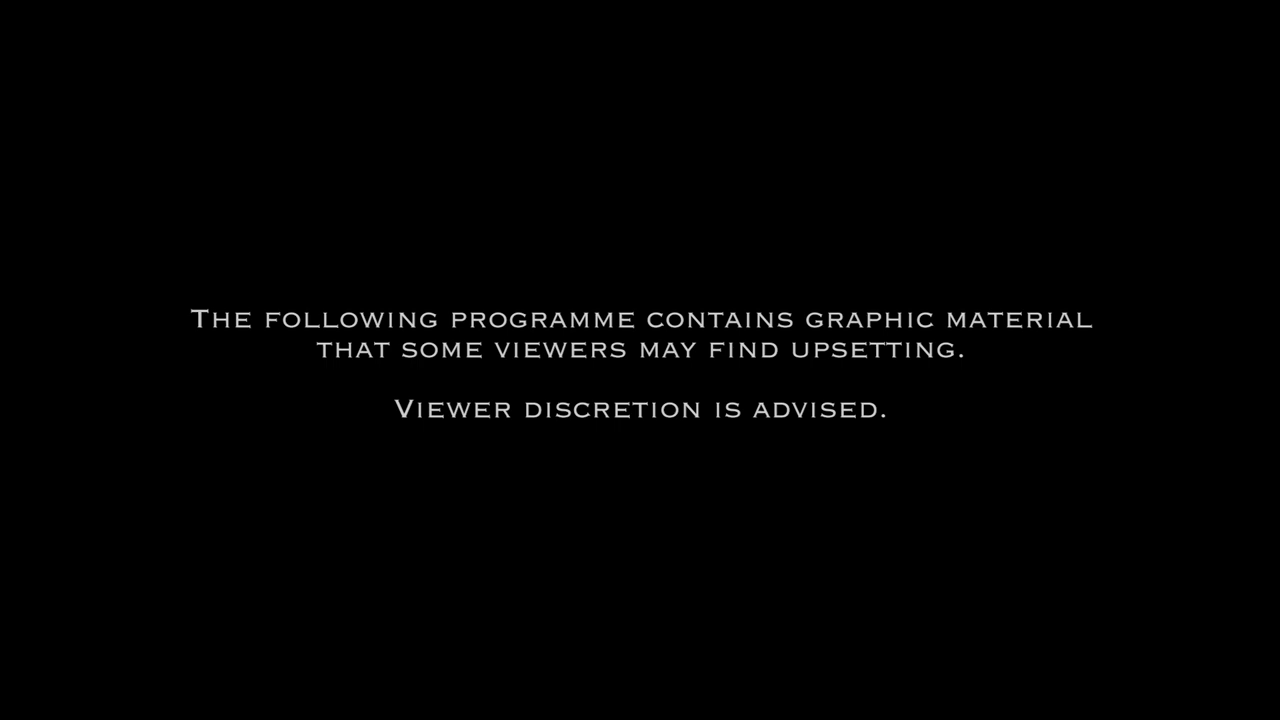 The following programme contains graphic material
that some viewers may find upsetting.
Viewer discretion is advised.